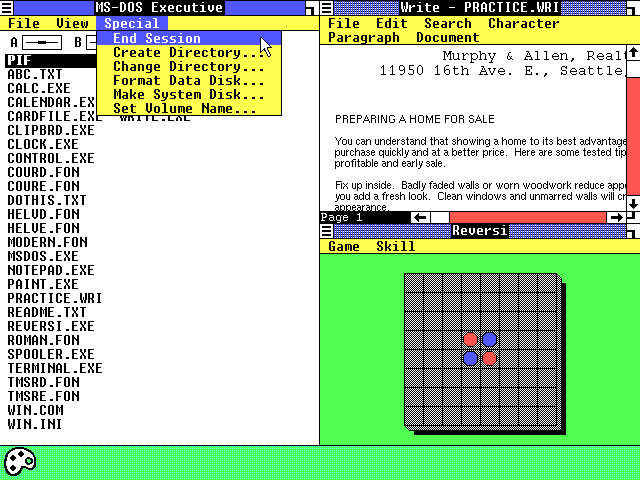 MS-DOS Executive
File View Special
A
B
End Session
Create Directory...
Change Directory...
Format Data Disk...
Make System Disk...
Set Volume Name...
PIF
ABC.TXT
CALC.EXE
CALENDAR.EX
CARDFILE.EXE WRITE.EXE
CLIPBRD.EXE
CLOCK.EXE
CONTROL.EXE
COURD.FON
COURE.FON
DOTHIS.TXT
HELVD.FON
HELVE.FON
MODERN.FON
MSDOS.EXE
NOTEPAD.EXE
PAINT.EXE
PRACTICE.WRI
README.TXT
REVERSI.EXE
ROMAN.FON
SPOOLER.EXE
TERMINAL.EXE
TMSRD.FON
TMSRE.FON
WIN.COM
WIN.INI
Write - PRACTICE.WRI
File Edit Search Character
Paragraph Document
Murphy & Allen, Realt
11950 16th Ave. E., Seattle,
PREPARING A HOME FOR SALE
You can understand that showing a home to its best advantage
purchase quickly and at a better price. Here are some tested tip
profitable and early sale.
Fix up inside. Badly faded walls or worn woodwork reduce appe
you add a fresh look. Clean windows and unmarred walls will cr
appearance.
Page 1
Reversi
Game Skill